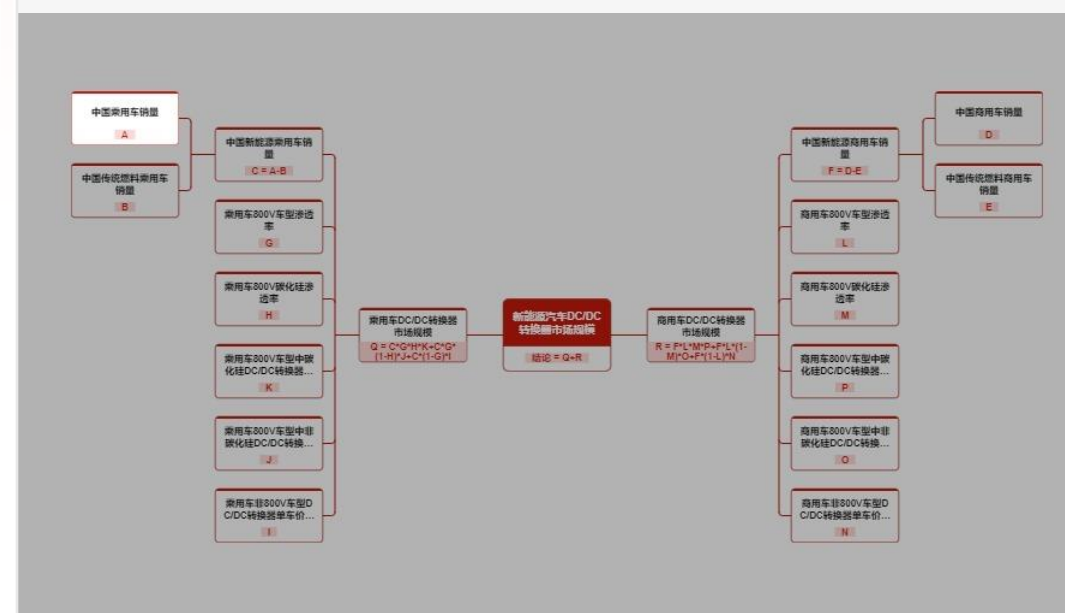 中国乘用车销量
A
中国传统燃料乘用车
销量
B
中国新能源乘用车销
量
C = A-B
乘用车800V车型渗透
率
G
乘用车800V碳化硅渗
透率
H
乘用车800V车型中碳
化硅DC/DC转换器...
K
乘用车800V车型中非
碳化硅DC/DC转换...
J
乘用车非800V车型D
C/DC转换器单车价...
I
乘用车DC/DC转换器
市场规模
Q = C*G*H*K+C*G*
(1-H)*J+C*(1-G)*I
新能源汽车DC/DC
转换器市场规模
结论 = Q+R
商用车DC/DC转换器
市场规模
R = F*L*M*P+F*L*(1-
M)*O+F*(1-L)*N
中国新能源商用车销
量
F = D-E
商用车800V车型渗透
率
L
商用车800V碳化硅渗
透率
M
商用车800V车型中碳
化硅DC/DC转换器...
P
商用车800V车型中非
碳化硅DC/DC转换...
O
商用车非800V车型D
C/DC转换器单车价...
N
中国商用车销量
D
中国传统燃料商用车
销量
E